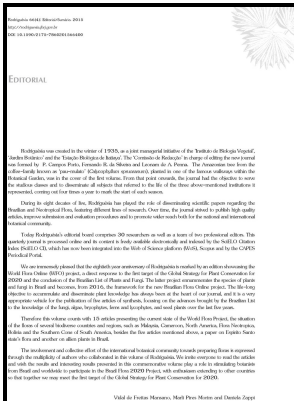 Rodriguésia 66(4): Editorial Section. 2015
http://rodriguesia.jbrj.gov.br
DOI: 10.1590/2175-7860201566400
EDITORIAL
Rodriguésia was created in the winter of 1935, as a joint managerial initiative of the 'Instituto de Biologia Vegetal',
'Jardim Botânico' and the 'Estação Biológica do Itatiaya'. The 'Comissão de Redacção' in charge of editing the new journal
was formed by P. Campos Porto, Fernando R. da Silveira and Leonam de A. Penna. The Amazonian tree from the
coffee-family known as 'pau-mulato' (Calycophyllum spruceanum), planted in one of the famous walkways within the
Botanical Garden, was in the cover of the first volume. From that point onwards, the journal had the objective to serve
the studious classes and to disseminate all subjects that referred to the life of the three above-mentioned institutions it
represented, coming out four times a year to mark the start of each season.
During its eight decades of life, Rodriguésia has played the role of disseminating scientific papers regarding the
Brazilian and Neotropical flora, featuring different lines of research. Over time, the journal strived to publish high quality
articles, improve submission and evaluation procedures and to promote wider reach both for the national and international
botanical community.
Today Rodriguésia's editorial board comprises 30 researchers as well as a team of two professional editors. This
quarterly journal is processed online and its content is freely available electronically and indexed by the SciELO Citation
Index (SciELO CI), which has now been integrated into the Web of Science platform (WoS), Scopus and by the CAPES
Periodical Portal.
We are immensely pleased that the eightieth year anniversary of Rodriguésia is marked by an edition showcasing the
World Flora Online (WFO) project, a direct response to the first target of the Global Strategy for Plant Conservation for
2020 and the conclusion of the Brazilian List of Plants and Fungi. The latter project enumerates the species of plants
and fungi in Brazil and becomes, from 2016, the framework for the new Brazilian Flora Online project. The life-long
objective to accumulate and disseminate plant knowledge has always been at the heart of our journal, and it is a very
appropriate vehicle for the publication of five articles of synthesis, focusing on the advances brought by the Brazilian List
to the knowledge of the fungi, algae, bryophytes, ferns and lycophytes, and seed plants over the last five years.
Therefore this volume counts with 15 articles presenting the current state of the World Flora Project, the situation
of the floras of several biodiverse countries and regions, such as Malaysia, Cameroon, North America, Flora Neotropica,
Bolivia and the Southern Cone of South America, besides the five articles mentioned above, a paper on Espírito Santo
state's flora and another on alien plants in Brazil.
The involvement and collective effort of the international botanical community towards preparing floras is expressed
through the multiplicity of authors who collaborated in this volume of Rodriguésia. We invite everyone to read the articles
and wish the results and interesting results presented in this commemorative volume play a role to stimulating botanists
from Brazil and worldwide to participate in the Brazil Flora 2020 Project, with enthusiasm extending to other countries
so that together we may meet the first target of the Global Strategy for Plant Conservation for 2020.
Vidal de Freitas Mansano, Marli Pires Morim and Daniela Zappi